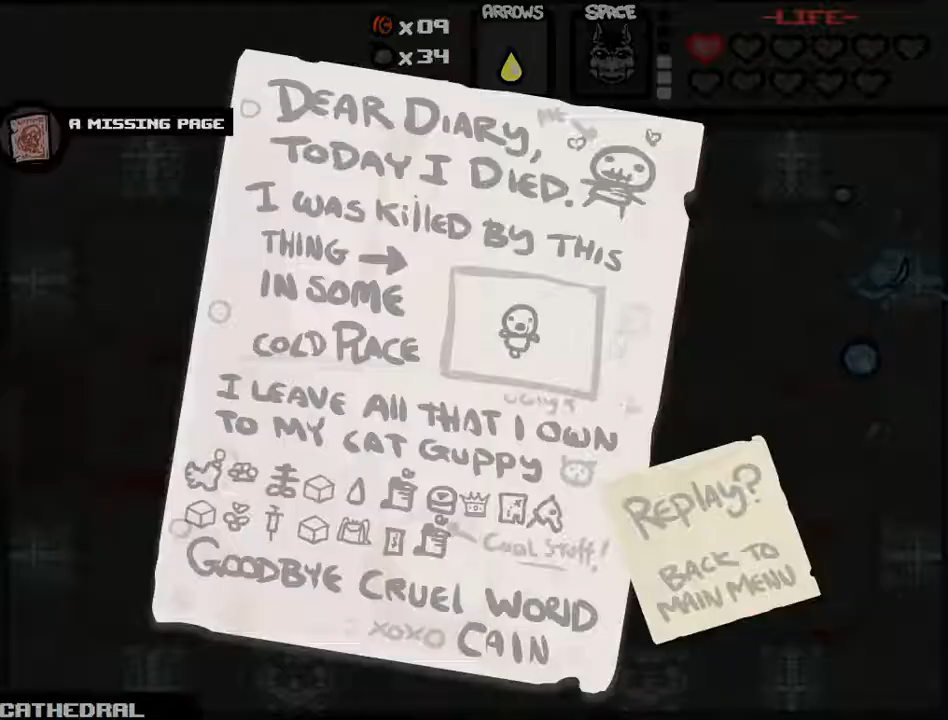 ARROWS
SPACE
-LIFE-
x09
x34
A MISSING PAGE
DEAR DIARY,
ME
TODAY I DIED.
I WAS KillED BY THIS
THING →
IN SOME
COLD PLACE
I LEAVE All THAT I OWN
TO MY CAT GUPPY
COOL STUFF!
GOODBYE CRUEL WORLD
XOXO CAIN
REPLAY?
BACK TO
MAIN MENU
CATHEDRAL